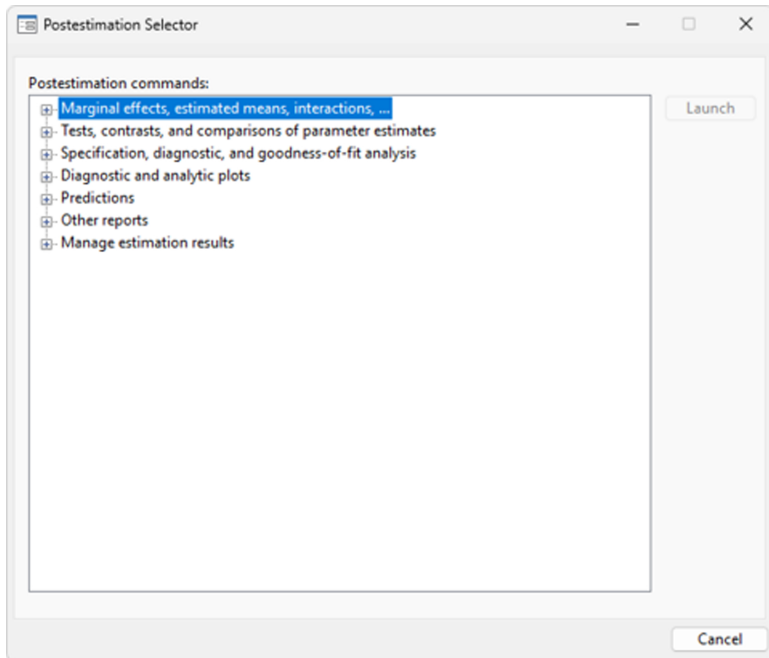 Postestimation Selector
Postestimation commands:
Marginal effects, estimated means, interactions, ...
Launch
Tests, contrasts, and comparisons of parameter estimates
Specification, diagnostic, and goodness-of-fit analysis
Diagnostic and analytic plots
Predictions
Other reports
Manage estimation results
Cancel